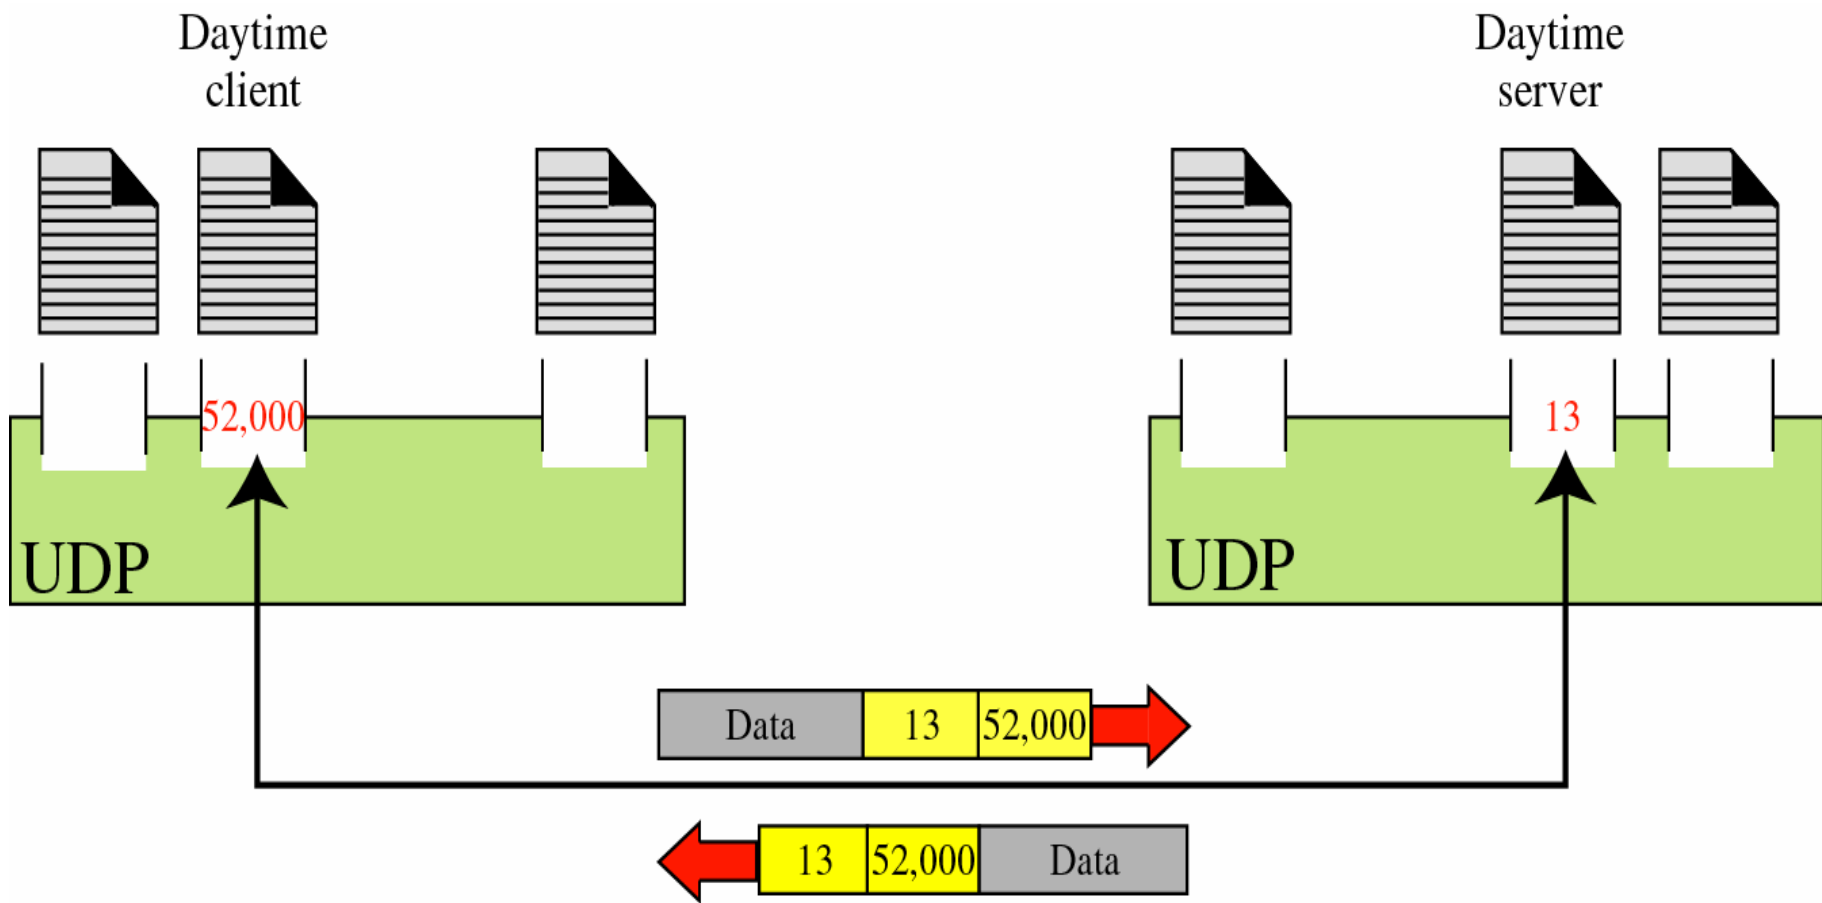 Daytime
client
Daytime
server
52,000
13
UDP
UDP
Data 13 52,000
13 52,000 Data